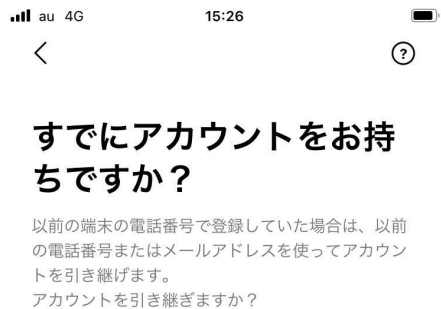 au 4G 15:26
?
すでにアカウントをお持
ちですか？
以前の端末の電話番号で登録していた場合は、以前
の電話番号またはメールアドレスを使ってアカウン
トを引き継げます。
アカウントを引き継ぎますか？